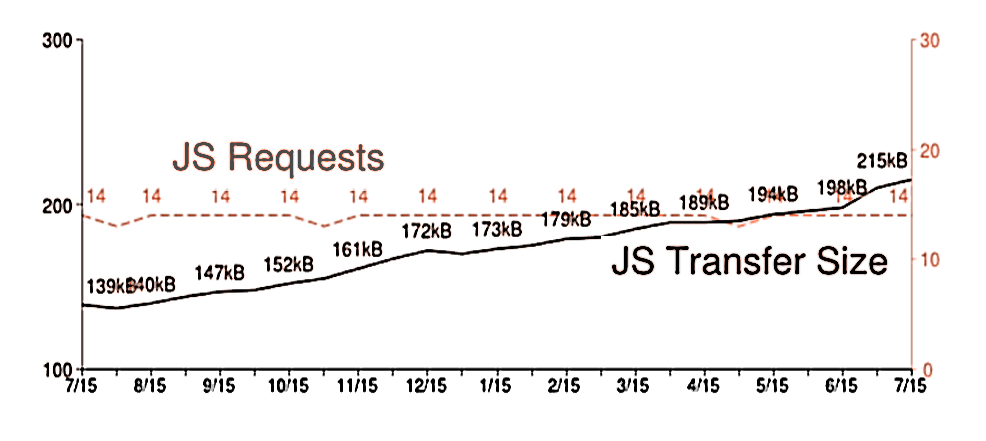 300
30
JS Requests
20
215kB
14 14 14 14 14 14 14 14 14 14 14 14 14
200
139kB 140kB 147kB 152kB 161kB 172kB 173kB 179kB 185kB 189kB 194kB 198kB
JS Transfer Size
10
100
0
7/15 8/15 9/15 10/15 11/15 12/15 1/15 2/15 3/15 4/15 5/15 6/15 7/15